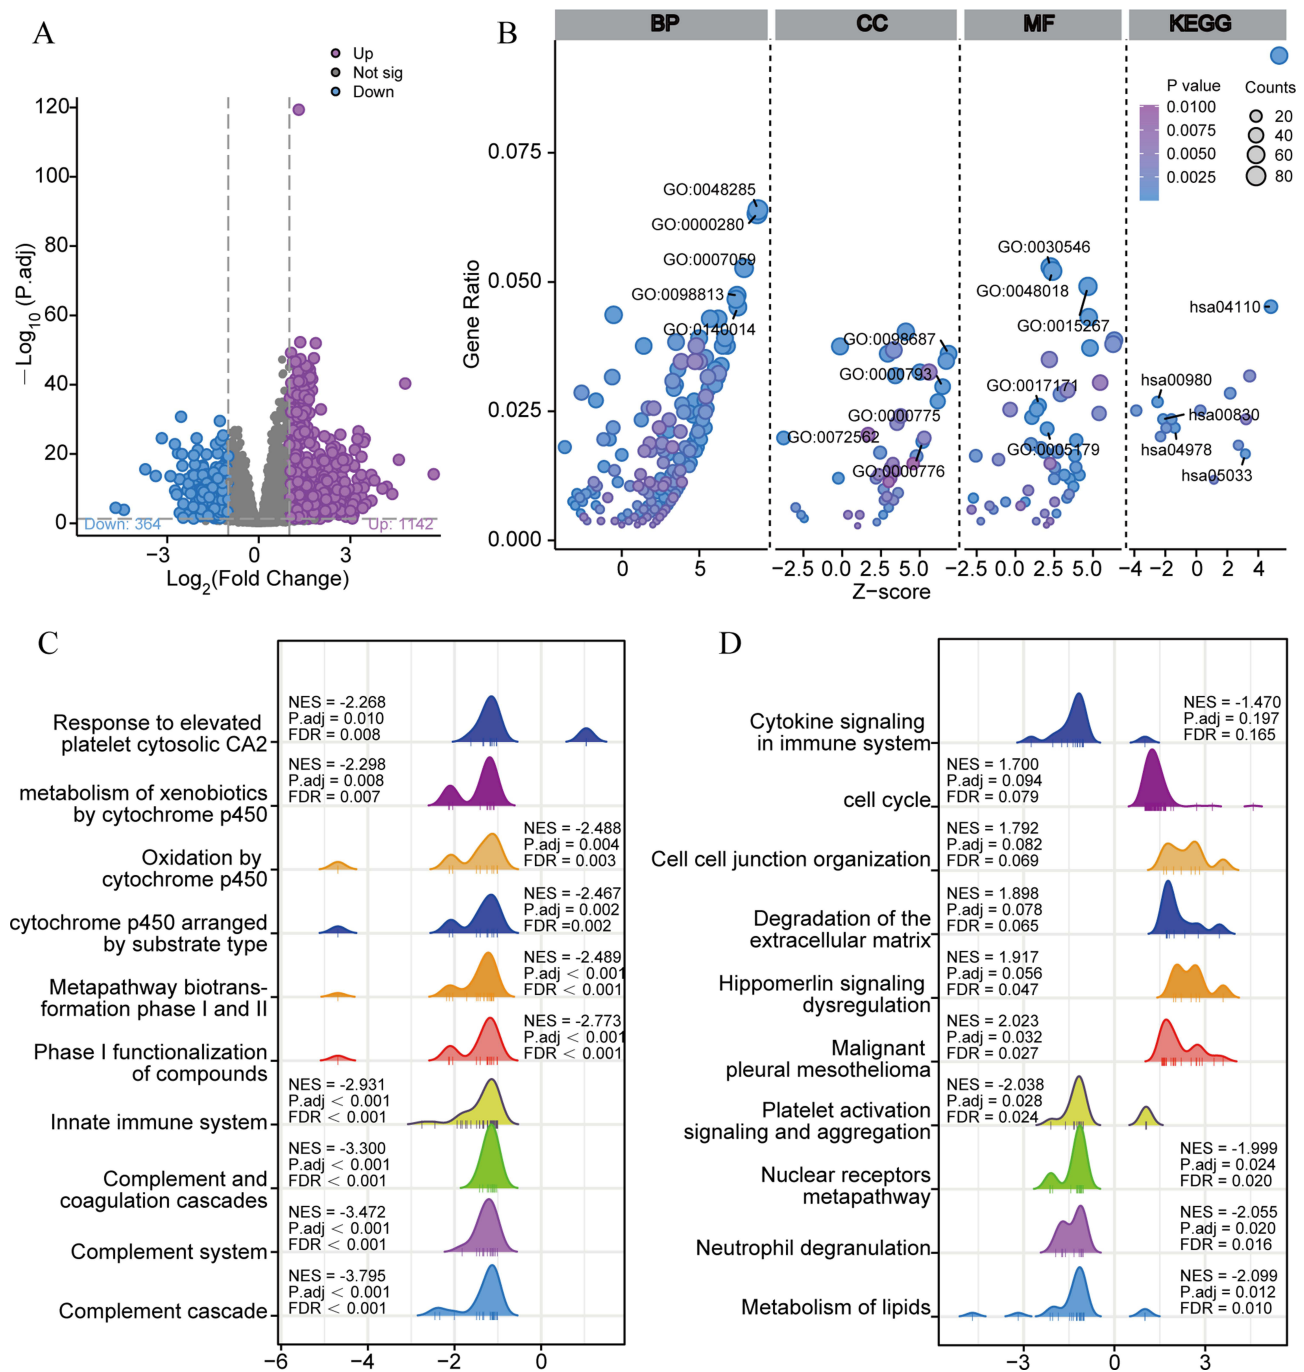 A
Up
Not sig
Down
120
100
80
60
40
20
0
−Log10 (P.adj)
Down: 364
Up: 1142
−3
0
3
Log2(Fold Change)
B
BP
CC
MF
KEGG
0.075
0.050
0.025
0.000
Gene Ratio
GO:0048285
GO:0000280
GO:0007059
GO:0098813
GO:0140014
GO:0098687
GO:0000793
GO:0000775
GO:0072562
GO:0000776
GO:0030546
GO:0048018
GO:0015267
GO:0017171
GO:0005179
hsa04110
hsa00980
hsa00830
hsa04978
hsa05033
P value
0.0100
0.0075
0.0050
0.0025
Counts
20
40
60
80
0
5
−2.5
0.0
2.5
5.0
−2.5
0.0
2.5
5.0
−4
−2
0
2
4
Z−score
C
Response to elevated
platelet cytosolic CA2
NES = -2.268
P.adj = 0.010
FDR = 0.008
metabolism of xenobiotics
by cytochrome p450
NES = -2.298
P.adj = 0.008
FDR = 0.007
Oxidation by
cytochrome p450
NES = -2.488
P.adj = 0.004
FDR = 0.003
cytochrome p450 arranged
by substrate type
NES = -2.467
P.adj = 0.002
FDR =0.002
Metapathway biotrans-
formation phase I and II
NES = -2.489
P.adj < 0.001
FDR < 0.001
Phase I functionalization
of compounds
NES = -2.773
P.adj < 0.001
FDR < 0.001
Innate immune system
NES = -2.931
P.adj < 0.001
FDR < 0.001
Complement and
coagulation cascades
NES = -3.300
P.adj < 0.001
FDR < 0.001
Complement system
NES = -3.472
P.adj < 0.001
FDR < 0.001
Complement cascade
NES = -3.795
P.adj < 0.001
FDR < 0.001
−6
−4
−2
0
D
Cytokine signaling
in immune system
NES = -1.470
P.adj = 0.197
FDR = 0.165
cell cycle
NES = 1.700
P.adj = 0.094
FDR = 0.079
Cell cell junction organization
NES = 1.792
P.adj = 0.082
FDR = 0.069
Degradation of the
extracellular matrix
NES = 1.898
P.adj = 0.078
FDR = 0.065
Hippomerlin signaling
dysregulation
NES = 1.917
P.adj = 0.056
FDR = 0.047
Malignant
pleural mesothelioma
NES = 2.023
P.adj = 0.032
FDR = 0.027
Platelet activation
signaling and aggregation
NES = -2.038
P.adj = 0.028
FDR = 0.024
Nuclear receptors
metapathway
NES = -1.999
P.adj = 0.024
FDR = 0.020
Neutrophil degranulation
NES = -2.055
P.adj = 0.020
FDR = 0.016
Metabolism of lipids
NES = -2.099
P.adj = 0.012
FDR = 0.010
−3
0
3